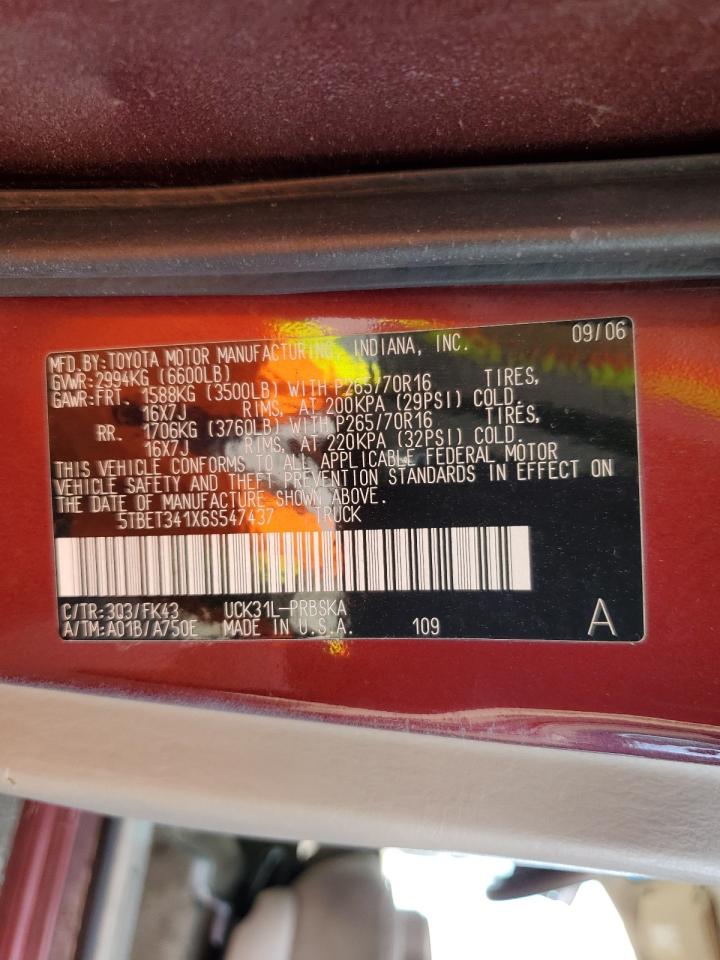 MFD.BY:TOYOTA MOTOR MANUFACTURING, INDIANA, INC. 09/06
GVWR:2994KG (6600LB)
GAWR:FRT. 1588KG (3500LB) WITH P265/70R16 TIRES,
16X7J RIMS, AT 200KPA (29PSI) COLD.
RR. 1706KG (3760LB) WITH P265/70R16 TIRES,
16X7J RIMS, AT 220KPA (32PSI) COLD.
THIS VEHICLE CONFORMS TO ALL APPLICABLE FEDERAL MOTOR
VEHICLE SAFETY AND THEFT PREVENTION STANDARDS IN EFFECT ON
THE DATE OF MANUFACTURE SHOWN ABOVE.
5TBET341X6S547437 TRUCK
C/TR:3Q3/FK43 UCK31L-PRBSKA
A/TM:A01B/A750E MADE IN U.S.A. 109 A